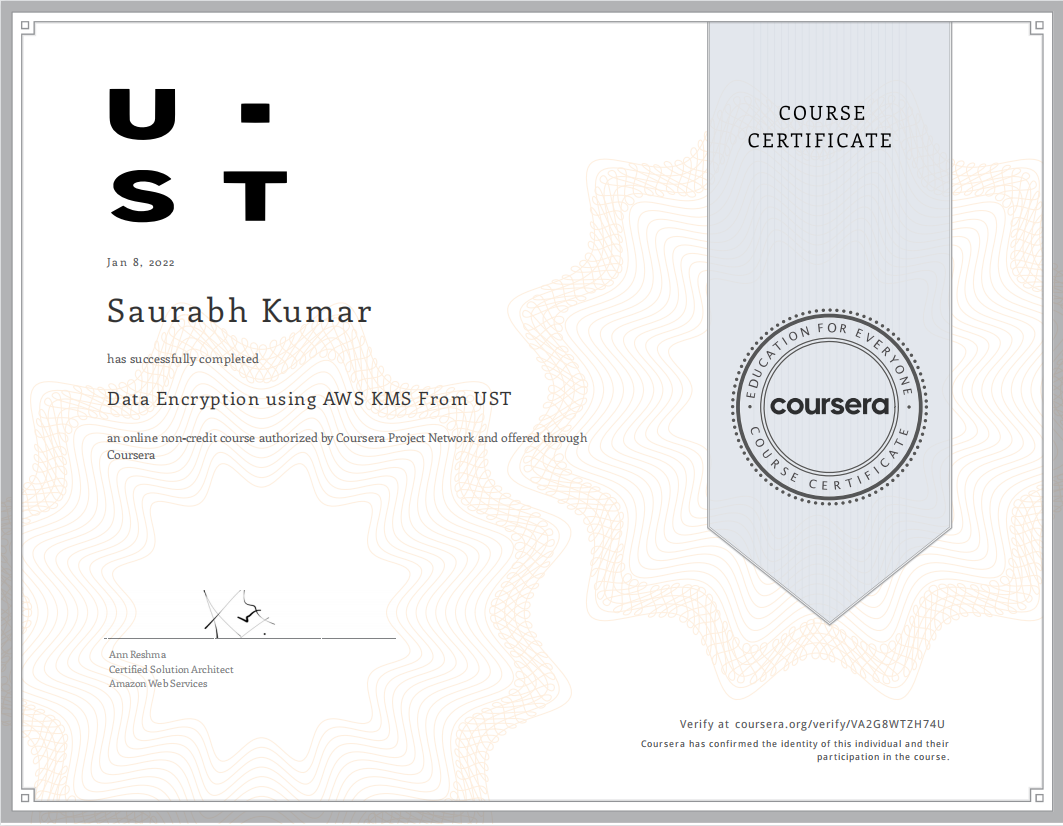 U -
S T
COURSE
CERTIFICATE
Jan 8, 2022
Saurabh Kumar
has successfully completed
Data Encryption using AWS KMS From UST
an online non-credit course authorized by Coursera Project Network and offered through
Coursera
EDUCATION FOR EVERYONE
coursera
COURSE CERTIFICATE
Ann Reshma
Certified Solution Architect
Amazon Web Services
Verify at coursera.org/verify/VA2G8WTZH74U
Coursera has confirmed the identity of this individual and their
participation in the course.